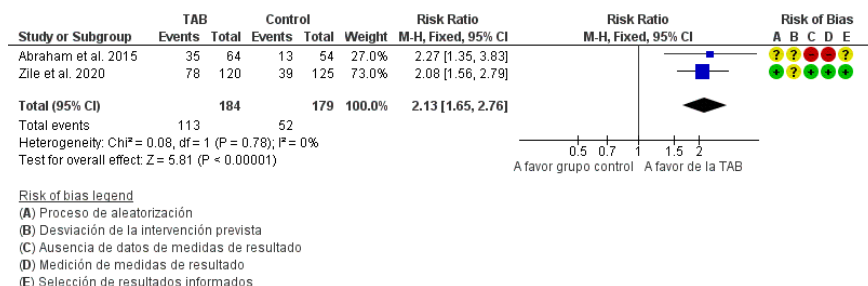 TAB Control Risk Ratio Risk Ratio Risk of Bias
Study or Subgroup Events Total Events Total Weight M-H, Fixed, 95% CI M-H, Fixed, 95% CI A B C D E
Abraham et al. 2015 35 64 13 54 27.0% 2.27 [1.35, 3.83] ? ? - - ?
Zile et al. 2020 78 120 39 125 73.0% 2.08 [1.56, 2.79] + ? + + +
Total (95% CI) 184 179 100.0% 2.13 [1.65, 2.76]
Total events 113 52
Heterogeneity: Chi² = 0.08, df = 1 (P = 0.78); I² = 0%
Test for overall effect: Z = 5.81 (P < 0.00001)
0.5 0.7 1 1.5 2
A favor grupo control A favor de la TAB
Risk of bias legend
(A) Proceso de aleatorización
(B) Desviación de la intervención prevista
(C) Ausencia de datos de medidas de resultado
(D) Medición de medidas de resultado
(E) Selección de resultados informados